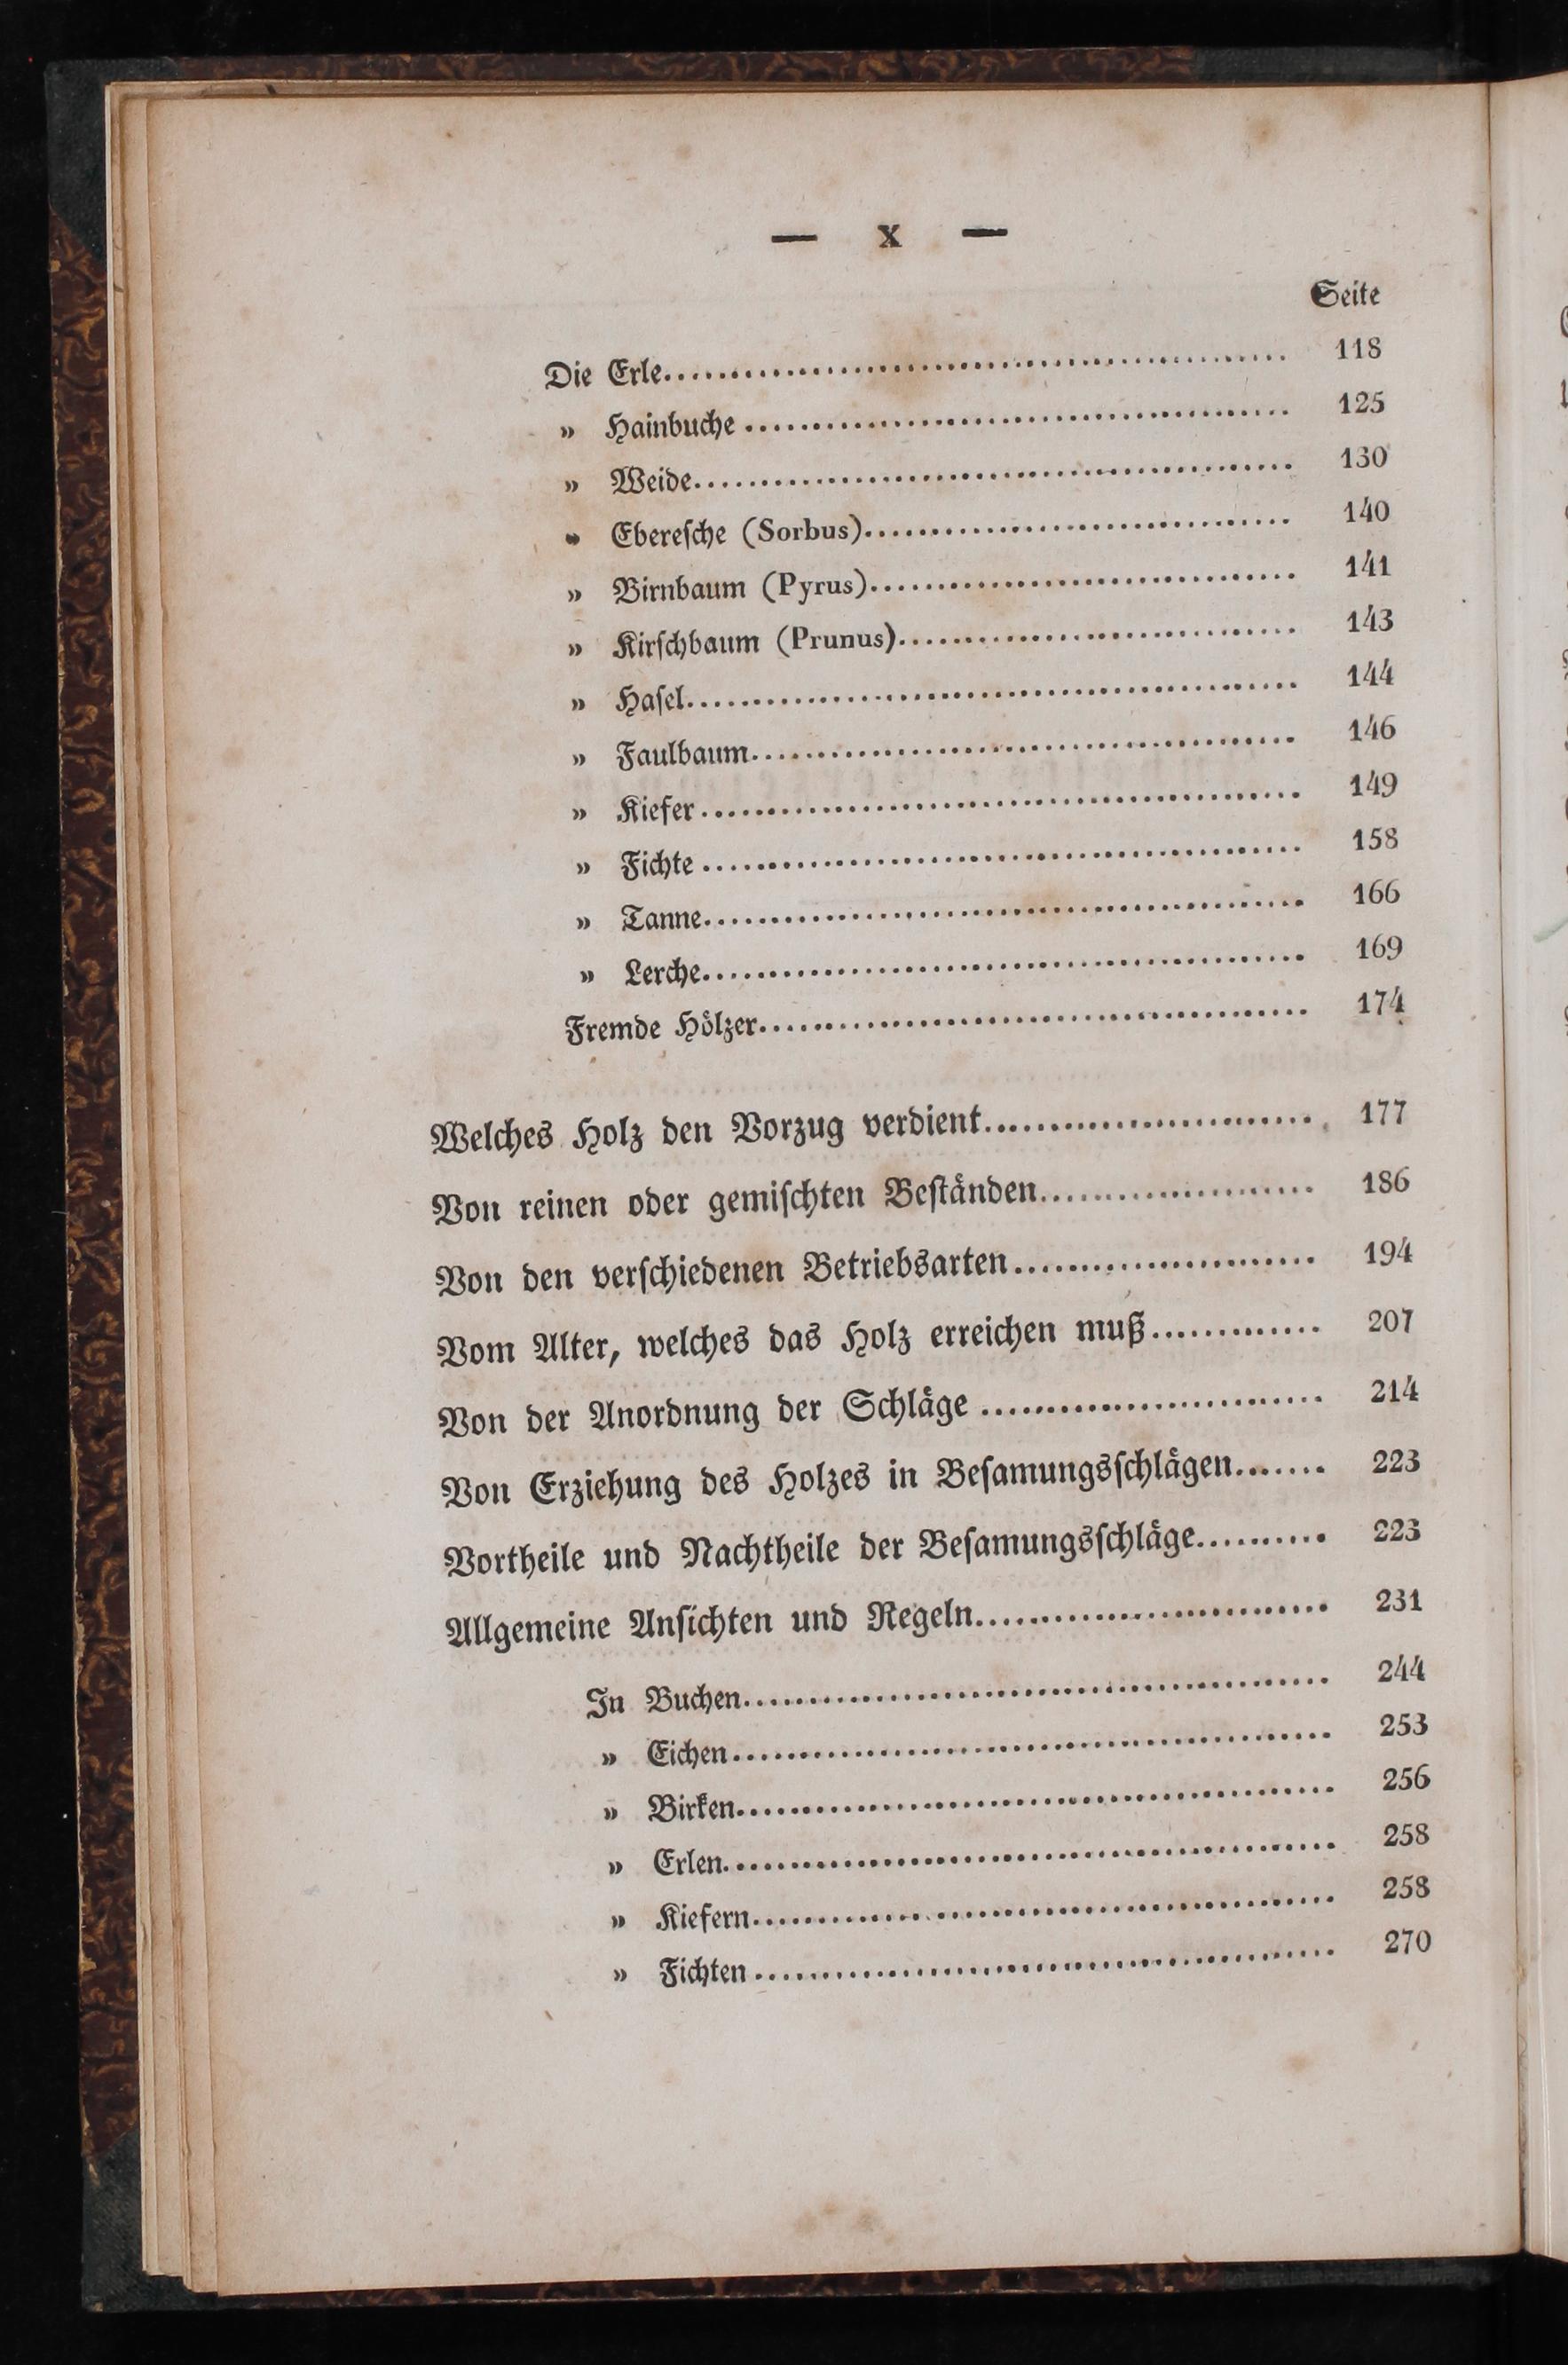 — X —
Seite
Die Erle........................................ 118
» Hainbuche ........................................ 125
» Weide........................................ 130
» Ebereſche (Sorbus)................................ 140
» Birnbaum (Pyrus)................................ 141
» Kirſchbaum (Prunus).............................. 143
» Haſel........................................ 144
» Faulbaum........................................ 146
» Kiefer........................................ 149
» Fichte ........................................ 158
» Tanne........................................ 166
» Lerche........................................ 169
Fremde Hölzer........................................ 174
Welches Holz den Vorzug verdient......................... 177
Von reinen oder gemiſchten Beſtänden..................... 186
Von den verſchiedenen Betriebsarten....................... 194
Vom Alter, welches das Holz erreichen muß............. 207
Von der Anordnung der Schläge .......................... 214
Von Erziehung des Holzes in Beſamungsſchlägen....... 223
Vortheile und Nachtheile der Beſamungsſchläge.......... 223
Allgemeine Anſichten und Regeln........................... 231
In Buchen........................................ 244
» Eichen........................................ 253
» Birken........................................ 256
» Erlen........................................ 258
» Kiefern........................................ 258
» Fichten ........................................ 270